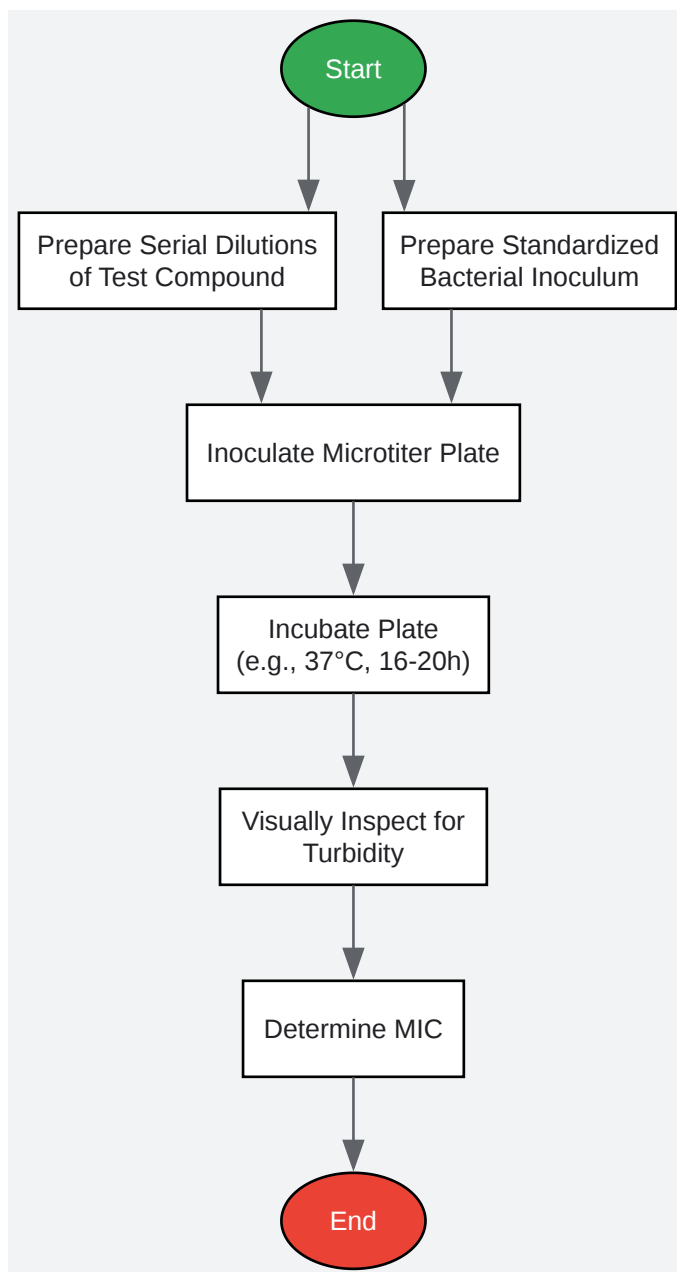 Start
Prepare Serial Dilutions
of Test Compound
Prepare Standardized
Bacterial Inoculum
Inoculate Microtiter Plate
Incubate Plate
(e.g., 37°C, 16-20h)
Visually Inspect for
Turbidity
Determine MIC
End